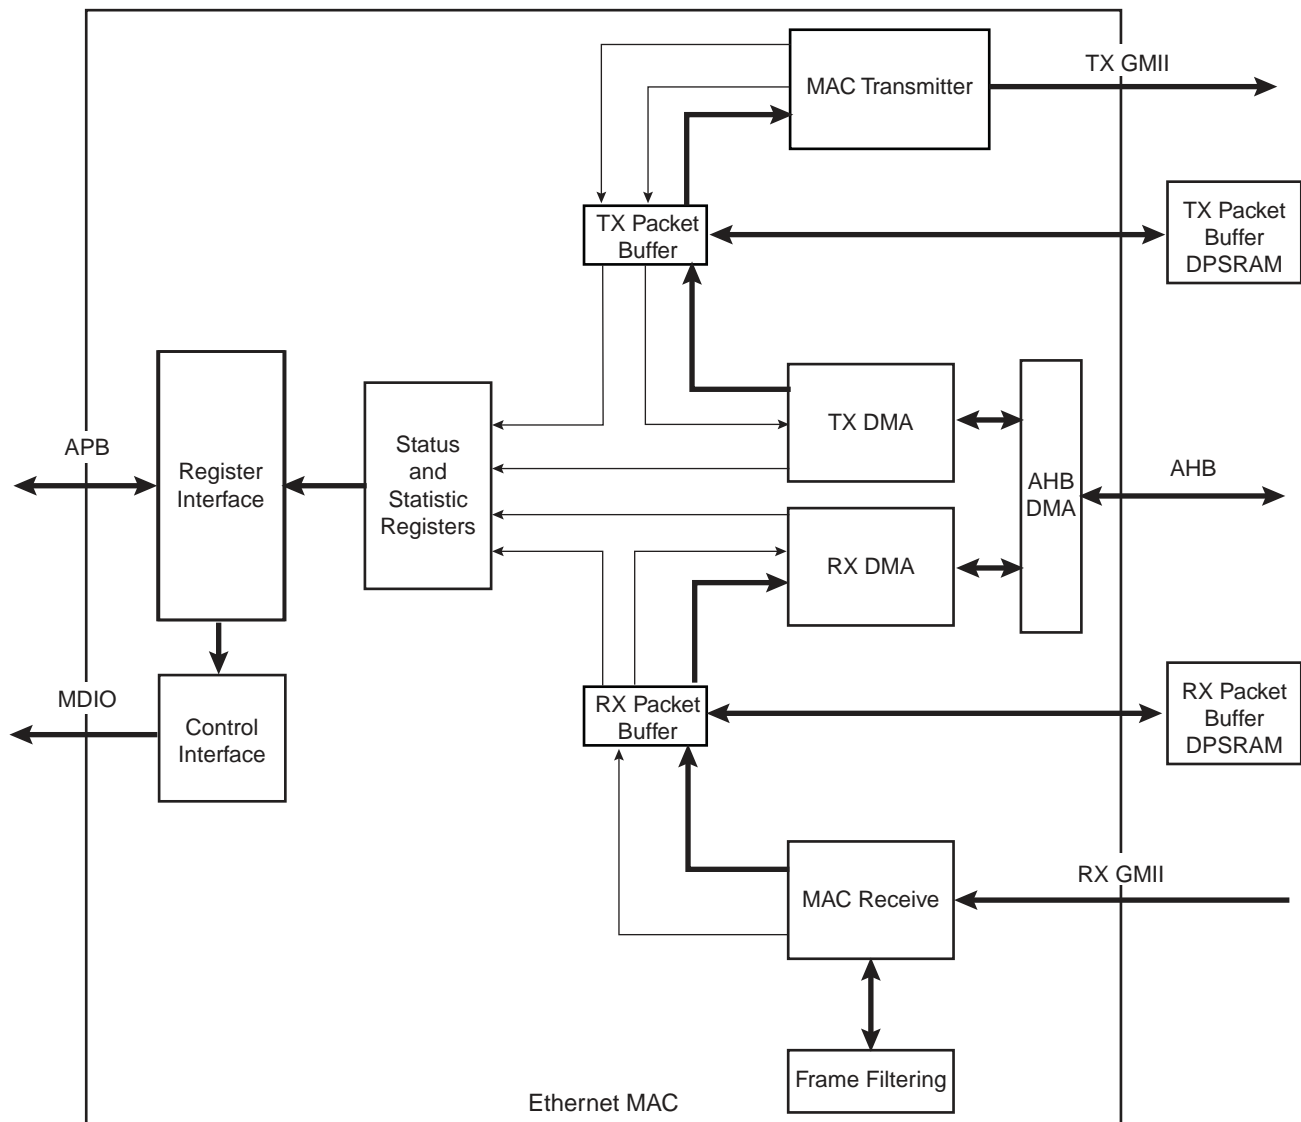 TX GMII
MAC Transmitter
TX Packet
Buffer
TX Packet
Buffer
DPSRAM
APB
Register
Interface
Status
and
Statistic
Registers
TX DMA
AHB
DMA
AHB
RX DMA
MDIO
Control
Interface
RX Packet
Buffer
RX Packet
Buffer
DPSRAM
MAC Receive
RX GMII
Frame Filtering
Ethernet MAC